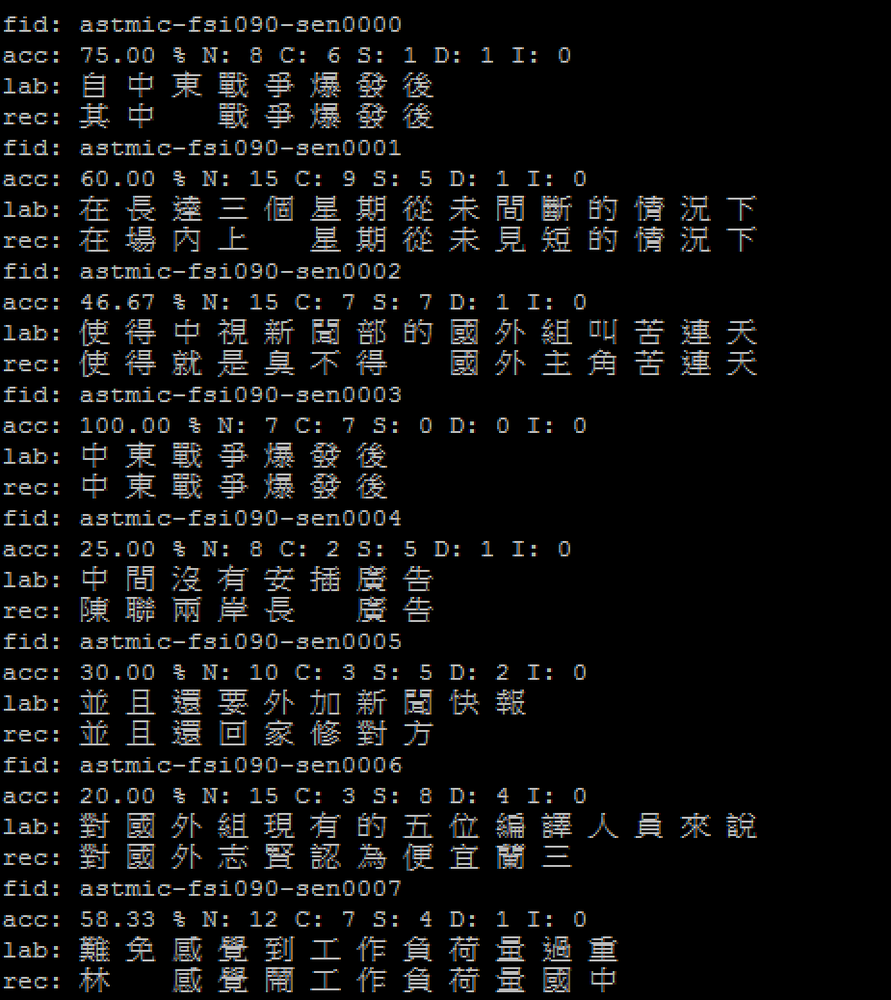 fid: astmic-fsi090-sen0000
acc: 75.00 % N: 8 C: 6 S: 1 D: 1 I: 0
lab: 自 中 東 戰 爭 爆 發 後
rec: 其 中 戰 爭 爆 發 後
fid: astmic-fsi090-sen0001
acc: 60.00 % N: 15 C: 9 S: 5 D: 1 I: 0
lab: 在 長 達 三 個 星 期 從 未 間 斷 的 情 況 下
rec: 在 場 內 上 星 期 從 未 見 短 的 情 況 下
fid: astmic-fsi090-sen0002
acc: 46.67 % N: 15 C: 7 S: 7 D: 1 I: 0
lab: 使 得 中 視 新 聞 部 的 國 外 組 叫 苦 連 天
rec: 使 得 就 是 臭 不 得 國 外 主 角 苦 連 天
fid: astmic-fsi090-sen0003
acc: 100.00 % N: 7 C: 7 S: 0 D: 0 I: 0
lab: 中 東 戰 爭 爆 發 後
rec: 中 東 戰 爭 爆 發 後
fid: astmic-fsi090-sen0004
acc: 25.00 % N: 8 C: 2 S: 5 D: 1 I: 0
lab: 中 間 沒 有 安 插 廣 告
rec: 陳 聯 兩 岸 長 廣 告
fid: astmic-fsi090-sen0005
acc: 30.00 % N: 10 C: 3 S: 5 D: 2 I: 0
lab: 並 且 還 要 外 加 新 聞 快 報
rec: 並 且 還 回 家 修 對 方
fid: astmic-fsi090-sen0006
acc: 20.00 % N: 15 C: 3 S: 8 D: 4 I: 0
lab: 對 國 外 組 現 有 的 五 位 編 譯 人 員 來 說
rec: 對 國 外 志 賢 認 為 便 宜 蘭 三
fid: astmic-fsi090-sen0007
acc: 58.33 % N: 12 C: 7 S: 4 D: 1 I: 0
lab: 難 免 感 覺 到 工 作 負 荷 量 過 重
rec: 林 感 覺 鬧 工 作 負 荷 量 國 中